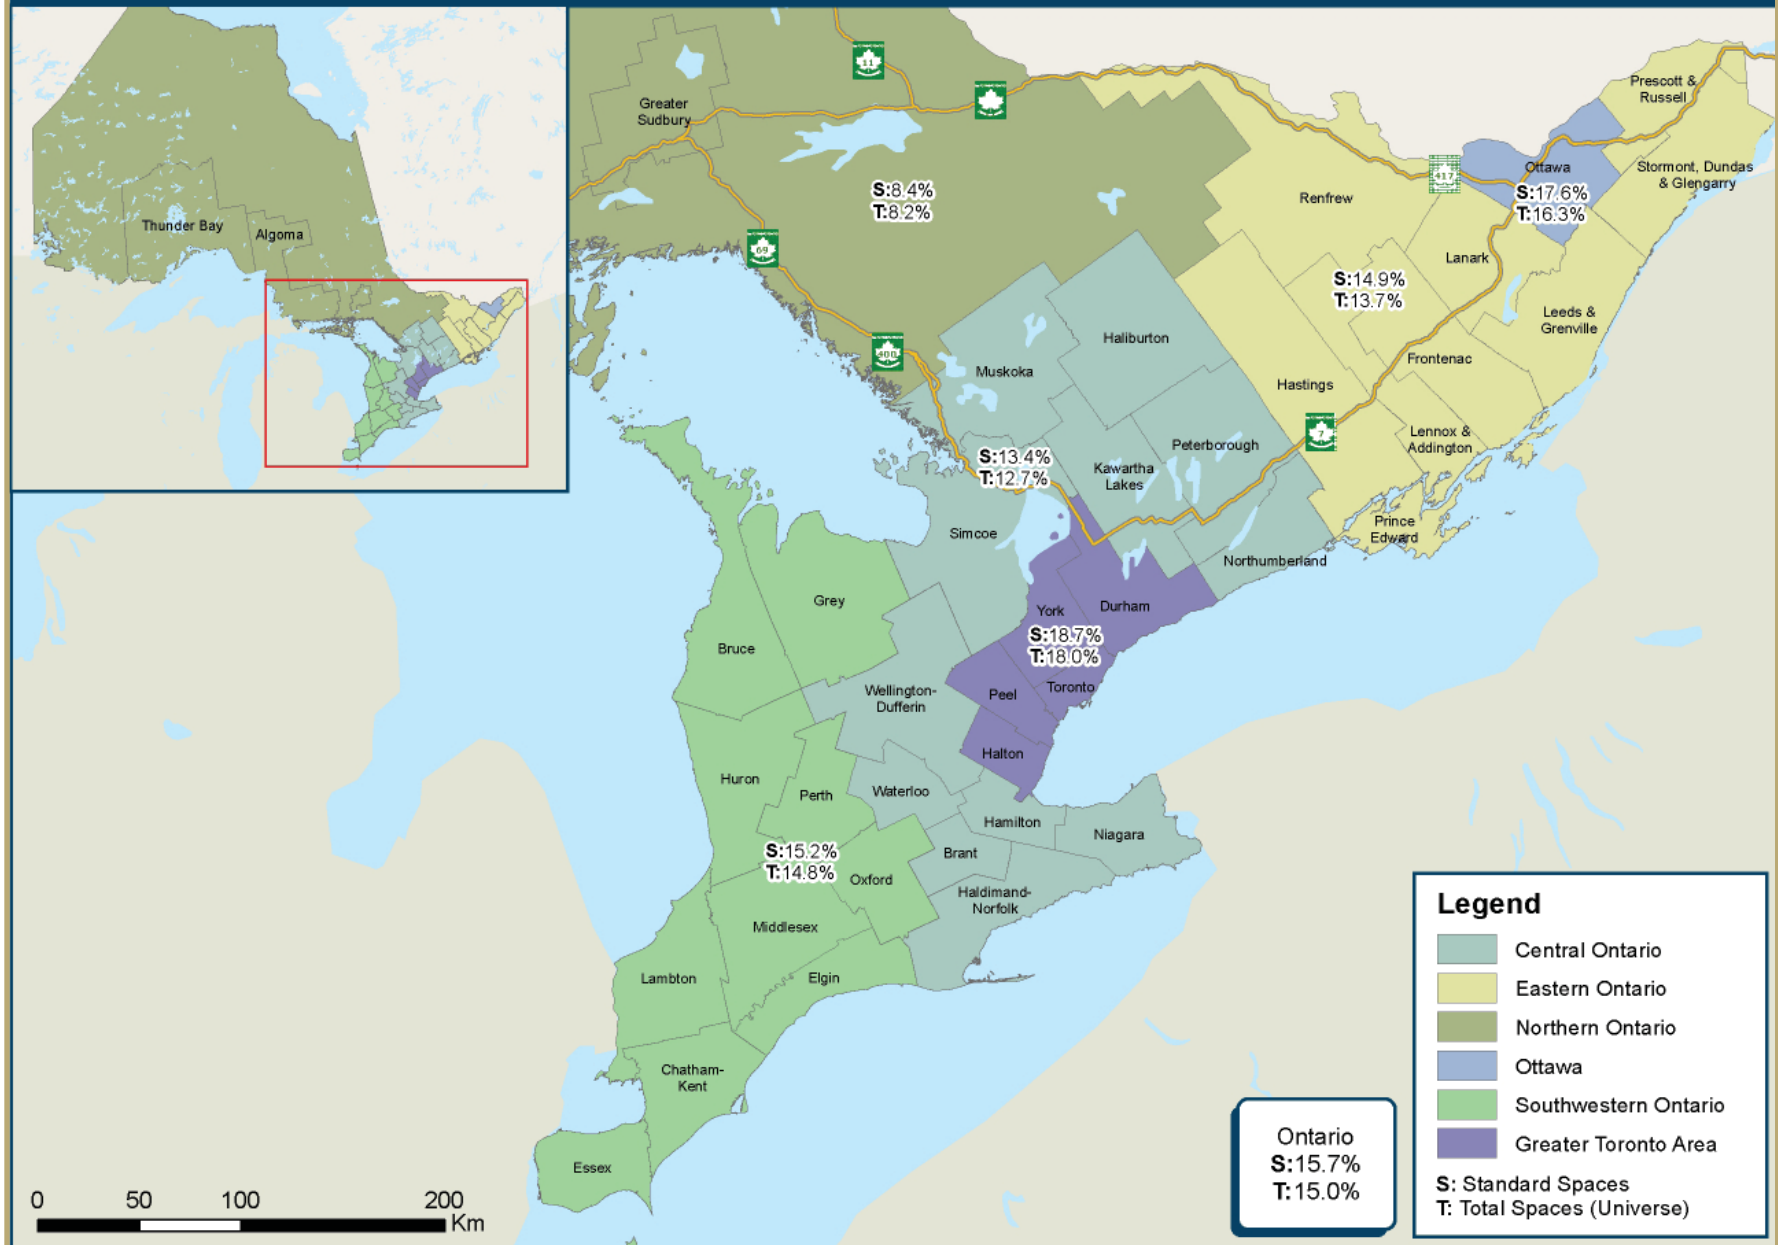 Thunder Bay
Algoma
Greater
Sudbury
11
69
400
417
7
S:8.4%
T:8.2%
Prescott &
Russell
Ottawa
S:17.6%
T:16.3%
Stormont, Dundas
& Glengarry
Renfrew
Lanark
S:14.9%
T:13.7%
Leeds &
Grenville
Frontenac
Hastings
Lennox &
Addington
Prince
Edward
Haliburton
Muskoka
Peterborough
Kawartha
Lakes
S:13.4%
T:12.7%
Simcoe
Northumberland
York
Durham
S:18.7%
T:18.0%
Peel
Toronto
Halton
Grey
Bruce
Wellington-
Dufferin
Huron
Perth
Waterloo
Hamilton
Niagara
Brant
Haldimand-
Norfolk
S:15.2%
T:14.8%
Oxford
Middlesex
Lambton
Elgin
Chatham-
Kent
Essex
0 50 100 200
Km
Ontario
S:15.7%
T:15.0%
Legend
Central Ontario
Eastern Ontario
Northern Ontario
Ottawa
Southwestern Ontario
Greater Toronto Area
S: Standard Spaces
T: Total Spaces (Universe)